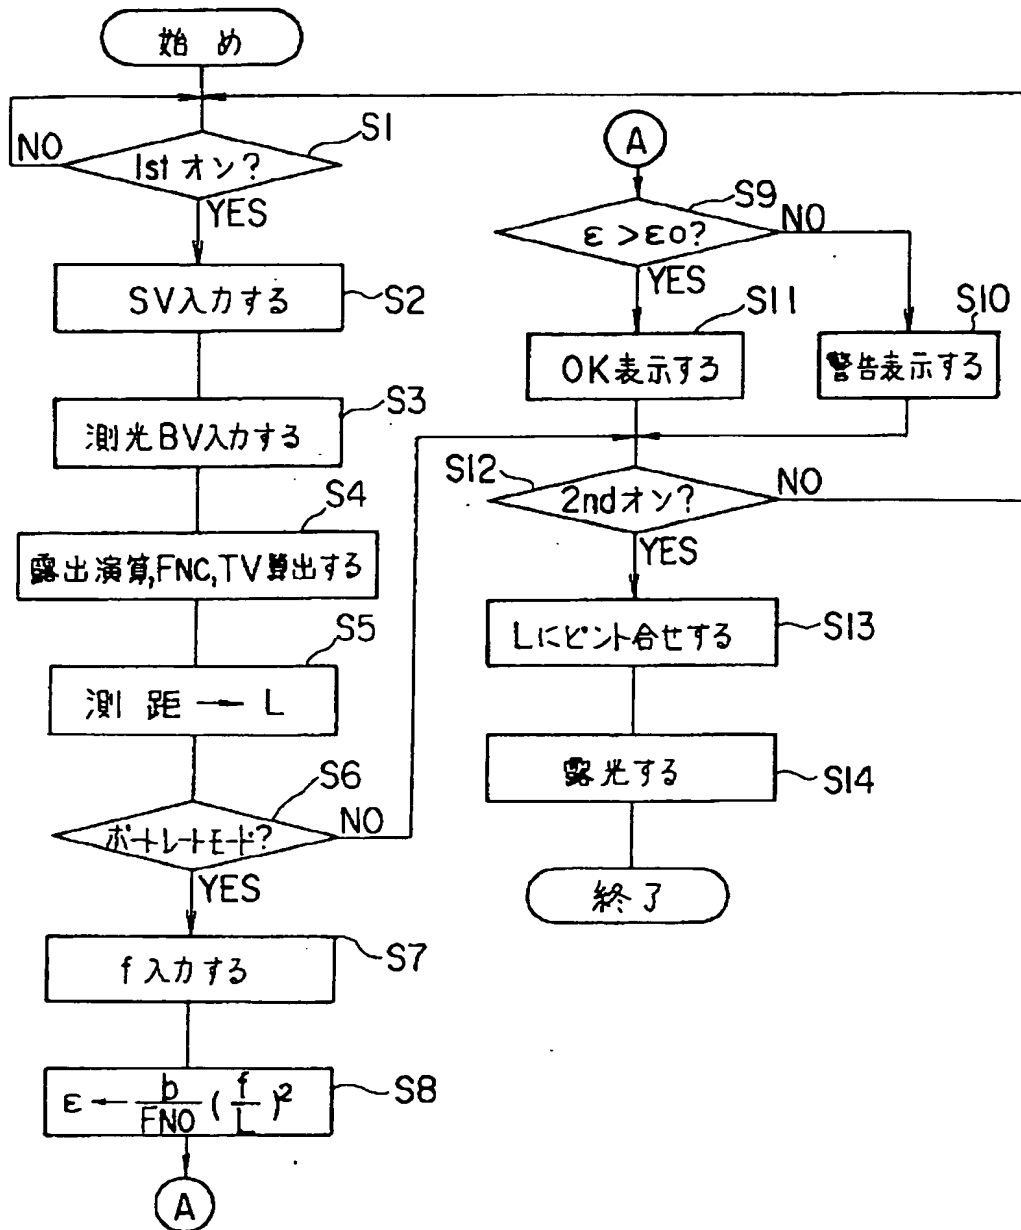 始め
S1
NO
1st オン?
YES
SV入力する
S2
S3
測光BV入力する
S4
露出演算,FNC,TV算出する
S5
測距 → L
S6
ポートレートモード?
NO
YES
S7
f入力する
S8
ε ← b/FNO (f/L)²
A
A
S9
ε > ε0?
NO
YES
S11
OK表示する
S10
警告表示する
S12
2ndオン?
NO
YES
Lにピント合せする
S13
露光する
S14
終了